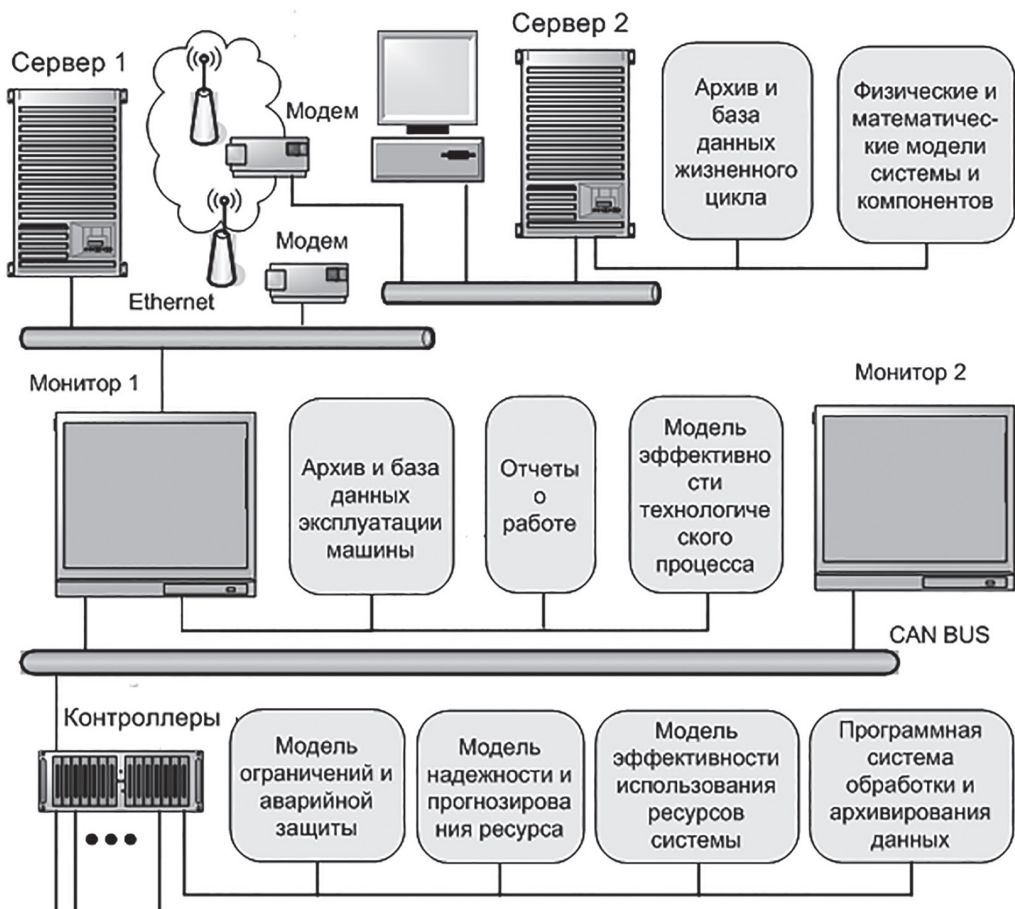 Сервер 1
Модем
Модем
Ethernet
Сервер 2
Архив и
база
данных
жизненного
цикла
Физические и
математичес-
кие модели
системы и
компонентов
Монитор 1
Архив и база
данных
эксплуатации
машины
Отчеты
о
работе
Модель
эффективно
сти
технологиче
ского
процесса
Монитор 2
CAN BUS
Контроллеры
Модель
ограничений и
аварийной
защиты
Модель
надежности и
прогнозирова
ния ресурса
Модель
эффективности
использования
ресурсов
системы
Программная
система
обработки и
архивирования
данных